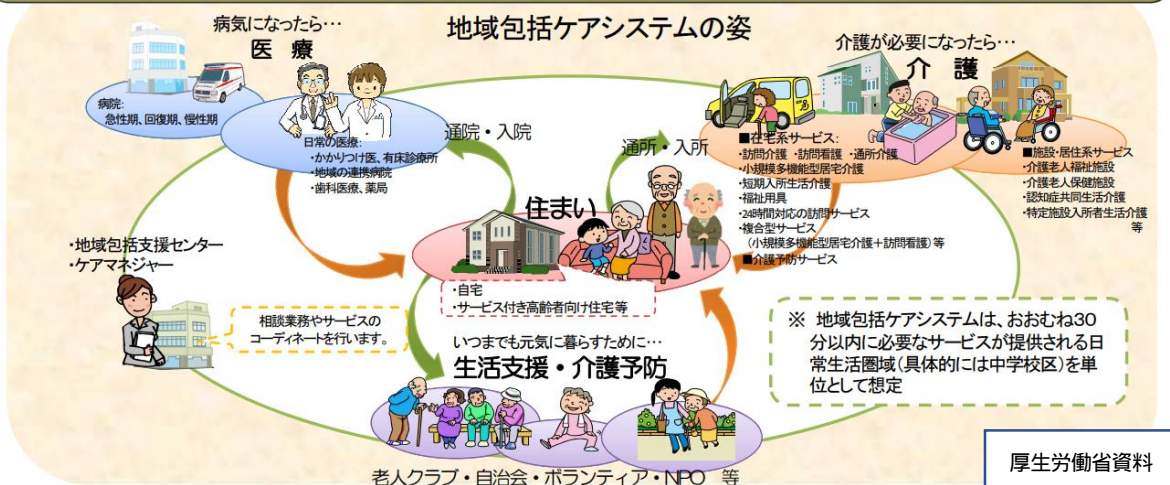 地域包括ケアシステムの姿
病気になったら…
医 療
病院:
急性期、回復期、慢性期
日常の医療:
・かかりつけ医、有床診療所
・地域の連携病院
・歯科医療、薬局
通院・入院
通所・入所
介護が必要になったら…
介 護
■在宅系サービス:
・訪問介護 ・訪問看護 ・通所介護
・小規模多機能型居宅介護
・短期入所生活介護
・福祉用具
・24時間対応の訪問サービス
・複合型サービス
(小規模多機能型居宅介護+訪問看護)等
■介護予防サービス
■施設・居住系サービス
・介護老人福祉施設
・介護老人保健施設
・認知症共同生活介護
・特定施設入所者生活介護
等
住まい
・自宅
・サービス付き高齢者向け住宅等
・地域包括支援センター
・ケアマネジャー
相談業務やサービスの
コーディネートを行います。
いつまでも元気に暮らすために…
生活支援・介護予防
老人クラブ・自治会・ボランティア・NPO 等
※ 地域包括ケアシステムは、おおむね30
分以内に必要なサービスが提供される日
常生活圏域(具体的には中学校区)を単
位として想定
厚生労働省資料